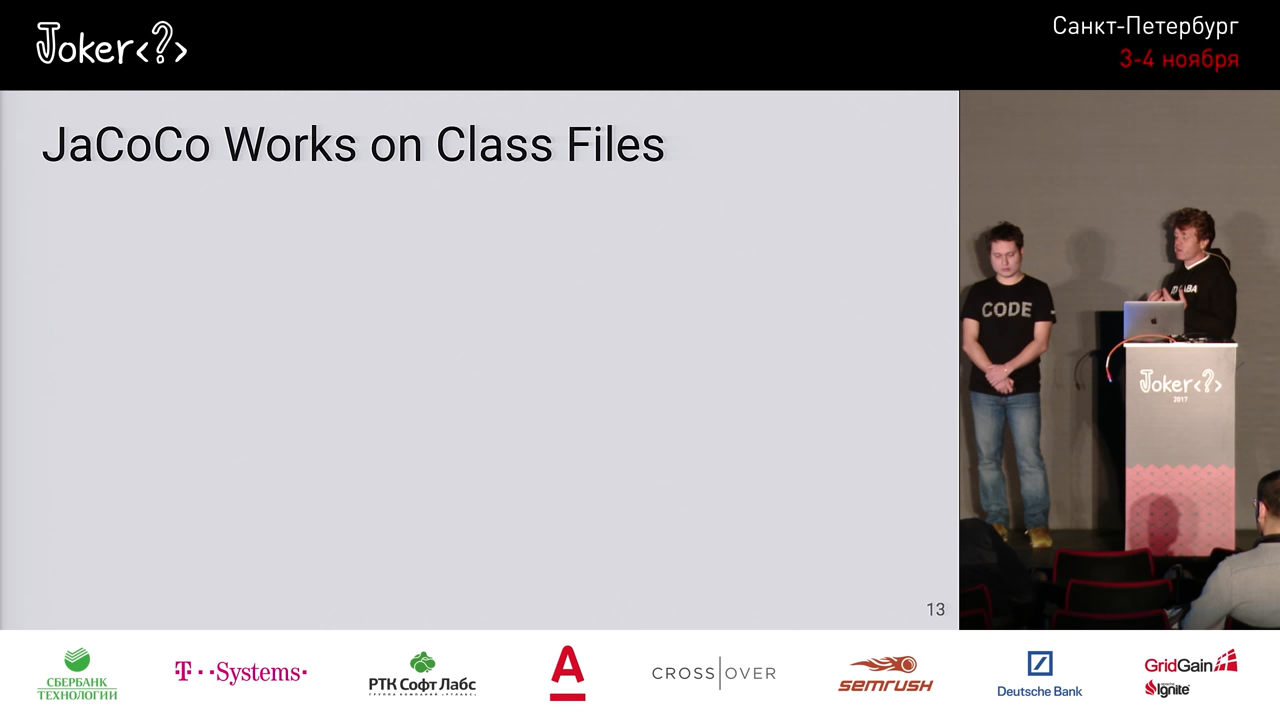 Joker<?>
Санкт-Петербург
3-4 ноября
JaCoCo Works on Class Files
13
CODE
Joker<?>
2017
СБЕРБАНК
ТЕХНОЛОГИИ
T··Systems·
РТК Софт Лабс
A
CROSS|OVER
semrush
Deutsche Bank
GridGain
Ignite